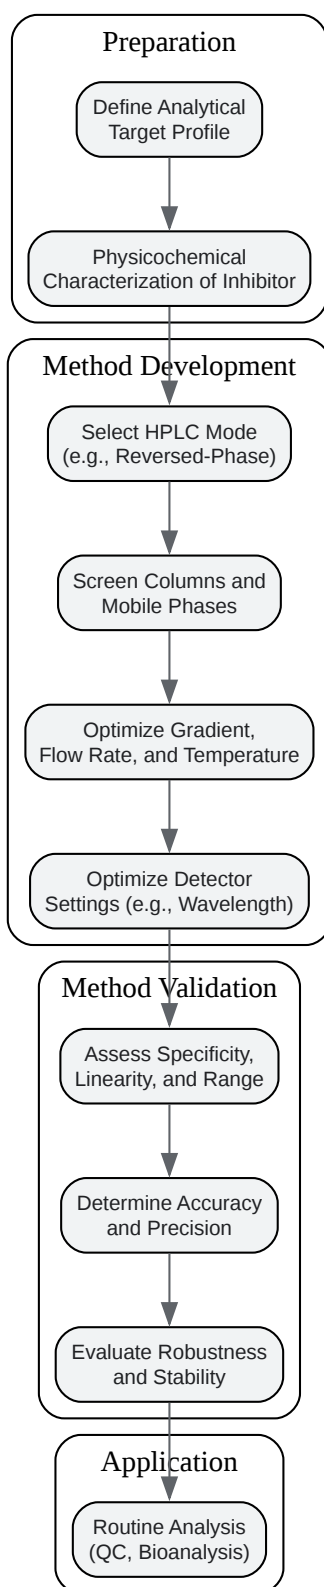 Preparation
Define Analytical
Target Profile
Physicochemical
Characterization of Inhibitor
Method Development
Select HPLC Mode
(e.g., Reversed-Phase)
Screen Columns and
Mobile Phases
Optimize Gradient,
Flow Rate, and Temperature
Optimize Detector
Settings (e.g., Wavelength)
Method Validation
Assess Specificity,
Linearity, and Range
Determine Accuracy
and Precision
Evaluate Robustness
and Stability
Application
Routine Analysis
(QC, Bioanalysis)